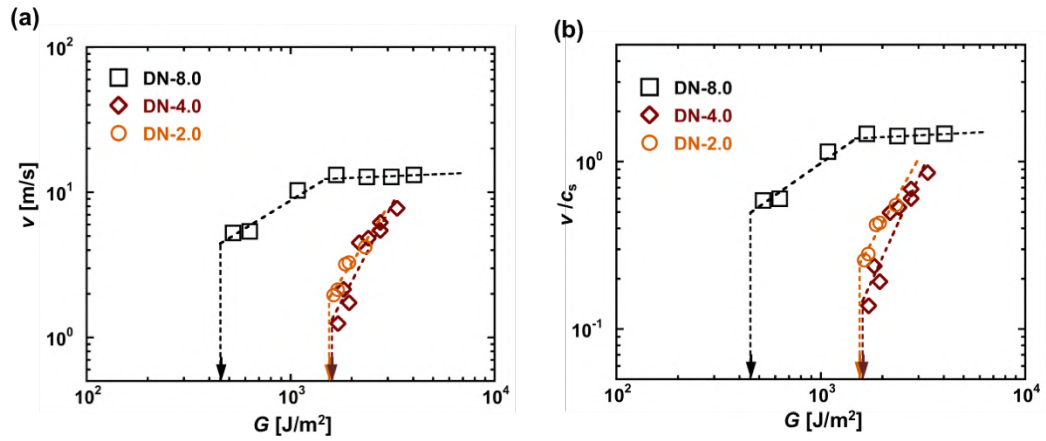 (a)
10²
10¹
10⁰
v [m/s]
DN-8.0
DN-4.0
DN-2.0
10² 10³ 10⁴
G [J/m²]
(b)
10⁰
10⁻¹
v/cₛ
DN-8.0
DN-4.0
DN-2.0
10² 10³ 10⁴
G [J/m²]